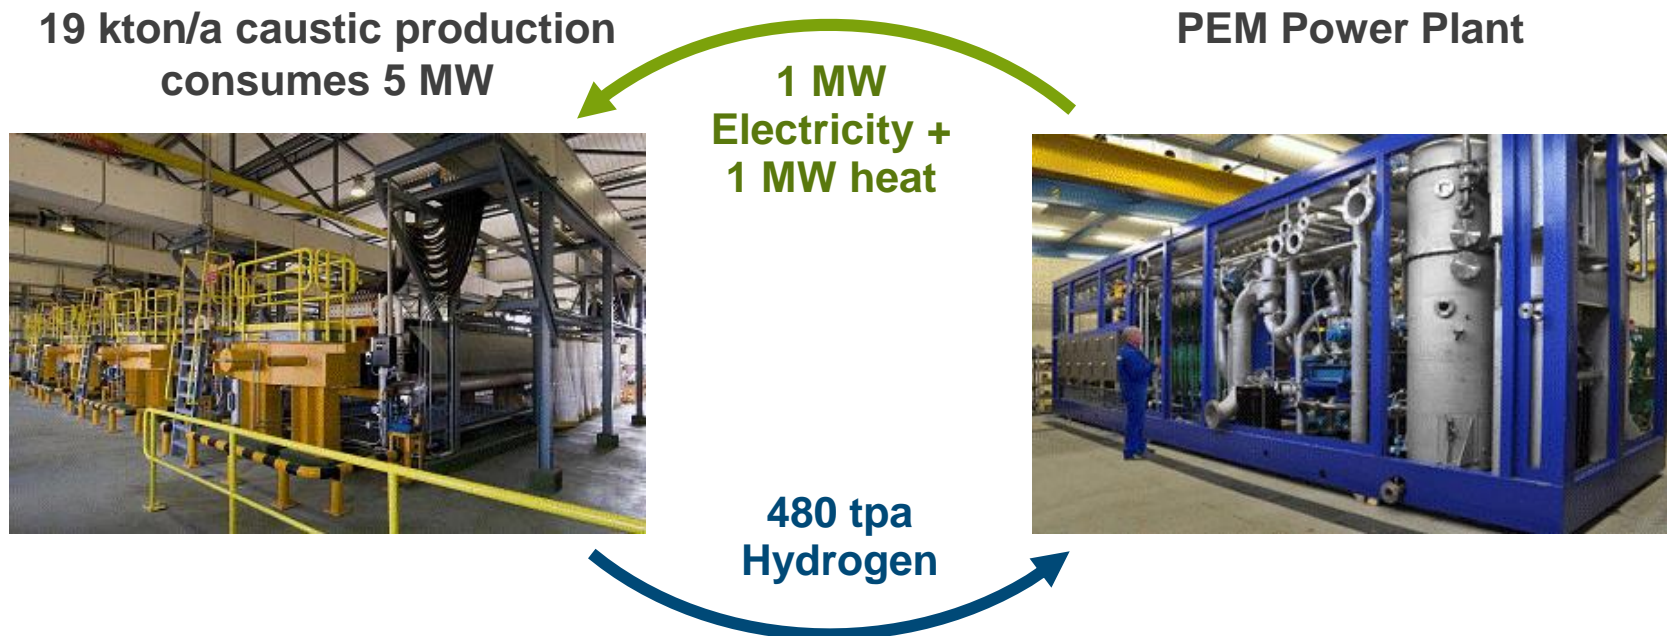 19 kton/a caustic production
consumes 5 MW
PEM Power Plant
1 MW
Electricity +
1 MW heat
480 tpa
Hydrogen